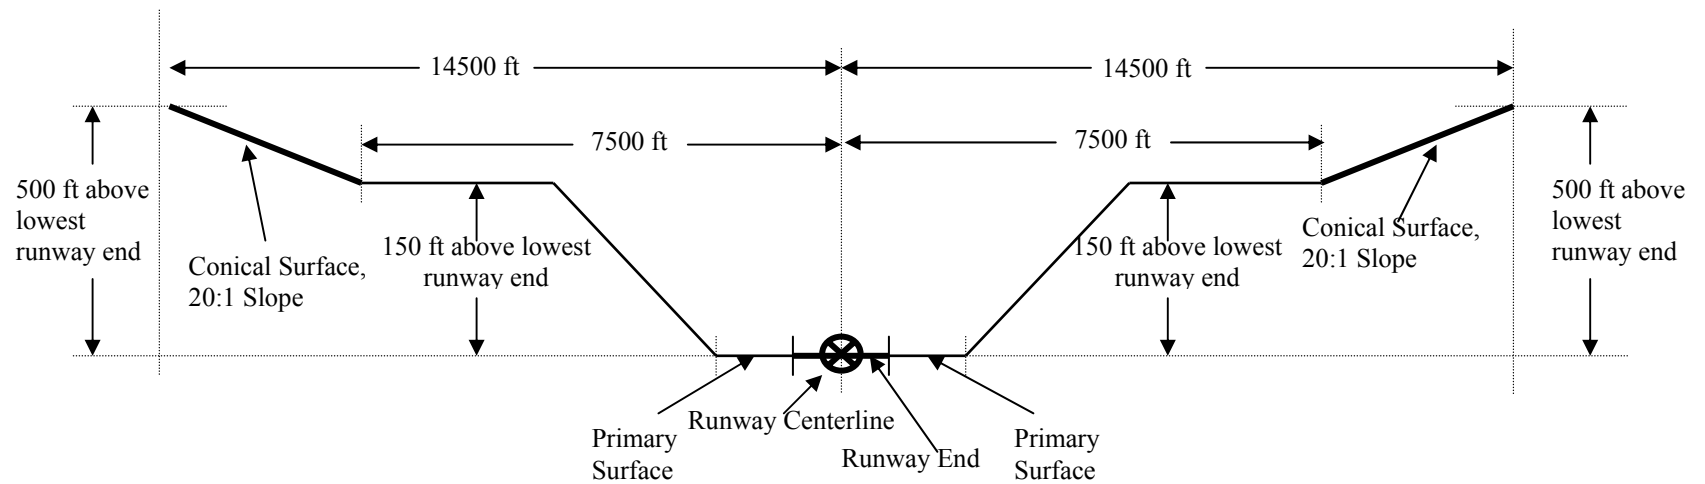 14500 ft
14500 ft
7500 ft
7500 ft
500 ft above
lowest
runway end
150 ft above lowest
runway end
Conical Surface,
20:1 Slope
150 ft above lowest
runway end
Conical Surface,
20:1 Slope
500 ft above
lowest
runway end
Primary
Surface
Runway Centerline
Runway End
Primary
Surface